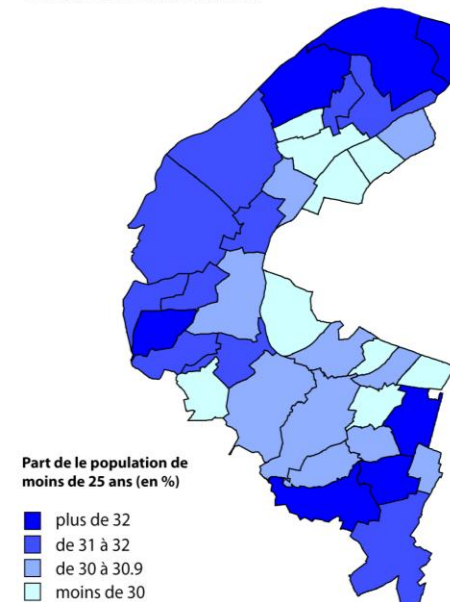 Part de le population de
moins de 25 ans (en %)
plus de 32
de 31 à 32
de 30 à 30.9
moins de 30